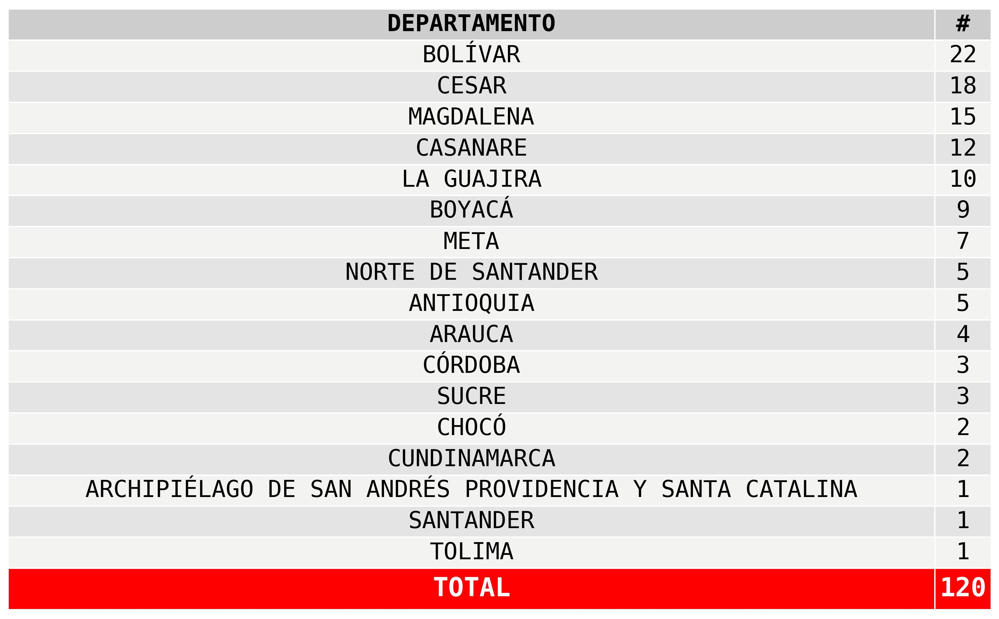 DEPARTAMENTO #
BOLÍVAR 22
CESAR 18
MAGDALENA 15
CASANARE 12
LA GUAJIRA 10
BOYACÁ 9
META 7
NORTE DE SANTANDER 5
ANTIOQUIA 5
ARAUCA 4
CÓRDOBA 3
SUCRE 3
CHOCÓ 2
CUNDINAMARCA 2
ARCHIPIÉLAGO DE SAN ANDRÉS PROVIDENCIA Y SANTA CATALINA 1
SANTANDER 1
TOLIMA 1
TOTAL 120